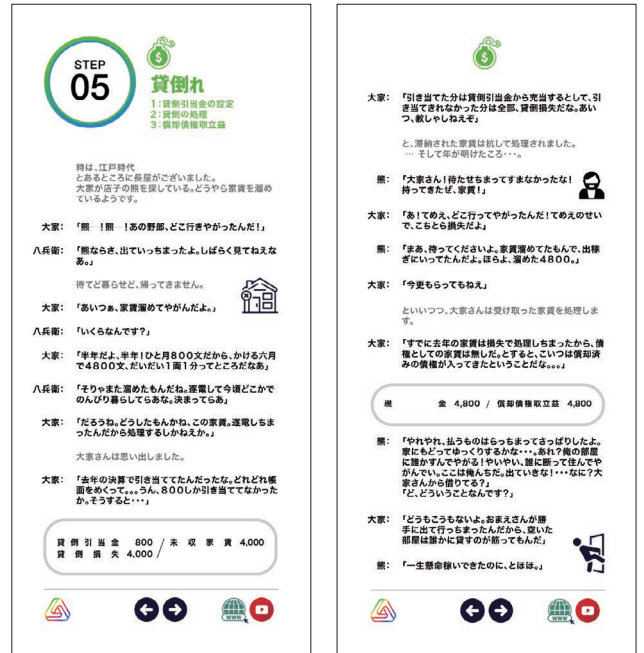 STEP
05
貸倒れ
1:貸倒引当金の設定
2:貸倒の処理
3:償却債権取立益
時は、江戸時代
とあるところに長屋がございました。
大家が店子の熊を探している。どうやら家賃を溜め
ているようです。
大家: 「熊―!熊―!あの野郎、どこ行きやがったんだ!」
八兵衛: 「熊ならさ、出ていっちまったよ。しばらく見てねえな
あ。」
待てど暮らせど、帰ってきません。
大家: 「あいつぁ、家賃溜めてやがんだよ。」
八兵衛: 「いくらなんです?」
大家: 「半年だよ、半年!ひと月800文だから、かける六月
で4800文、だいたい1両1分ってところだなあ」
八兵衛: 「そりゃまた溜めたもんだね。逐電して今頃どこかで
のんびり暮らしてらあな。決まってらあ」
大家: 「だろうね。どうしたもんかね、この家賃。逐電しちま
ったんだから処理するしかねえか。」
大家さんは思い出しました。
大家: 「去年の決算で引き当ててたんだったな。どれどれ帳
面をめくって。。。うん、800しか引き当ててなかった
か。そうすると・・・」
貸倒引当金 800 / 未収家賃 4,000
貸倒損失 4,000
大家: 「引き当てた分は貸倒引当金から充当するとして、引
き当てきれなかった分は全部、貸倒損失だな。あい
つ、赦しゃしねえぞ」
と、滞納された家賃は抗して処理されました。
… そして年が明けたころ・・・。
熊: 「大家さん!待たせちまってすまなかったな!
持ってきたぜ、家賃!」
大家: 「あ!てめえ、どこ行ってやがったんだ!てめえのせい
で、こちとら損失だよ」
熊: 「まあ、待ってくださいよ。家賃溜めてたもんで、出稼
ぎにいってたんだよ。ほらよ、溜めた4800。」
大家: 「今更もらってもねえ」
といいつつ、大家さんは受け取った家賃を処理しま
す。
大家: 「すでに去年の家賃は損失で処理しちまったから、債
権としての家賃は無しだ。とすると、こいつは償却済
みの債権が入ってきたということだな。。。」
現金 4,800 / 償却債権取立益 4,800
熊: 「やれやれ、払うものはらっちまってさっぱりしたよ。
家にもどってゆっくりするかな・・・。あれ?俺の部屋
に誰かすんでやがる!やいやい、誰に断って住んでや
がんでい。ここは俺んちだ。出ていきな!・・・なに?大
家さんから借りてる?」
「ど、どういうことなんです?」
大家: 「どうもこうもないよ。おまえさんが勝
手に出て行っちまったんだから、空いた
部屋は誰かに貸すのが筋ってもんだ」
熊: 「一生懸命稼いできたのに、とほほ。」
WWW
WWW